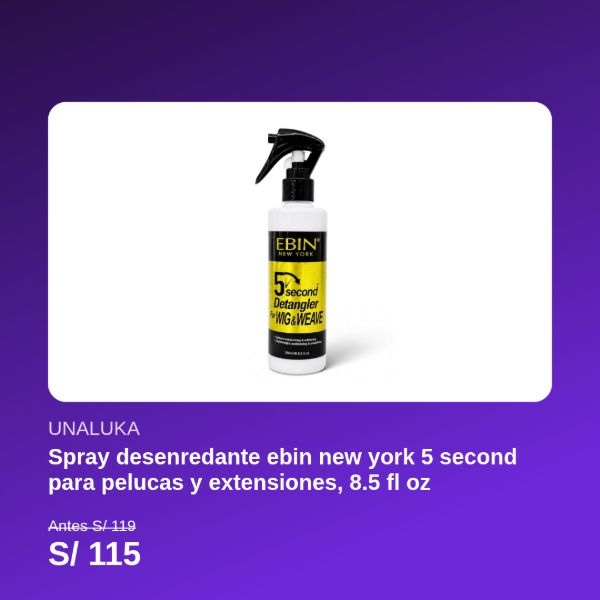 EBIN®
NEW YORK
5 second
Detangler
For WIG & WEAVE
UNALUKA
Spray desenredante ebin new york 5 second
para pelucas y extensiones, 8.5 fl oz
Antes S/ 119
S/ 115